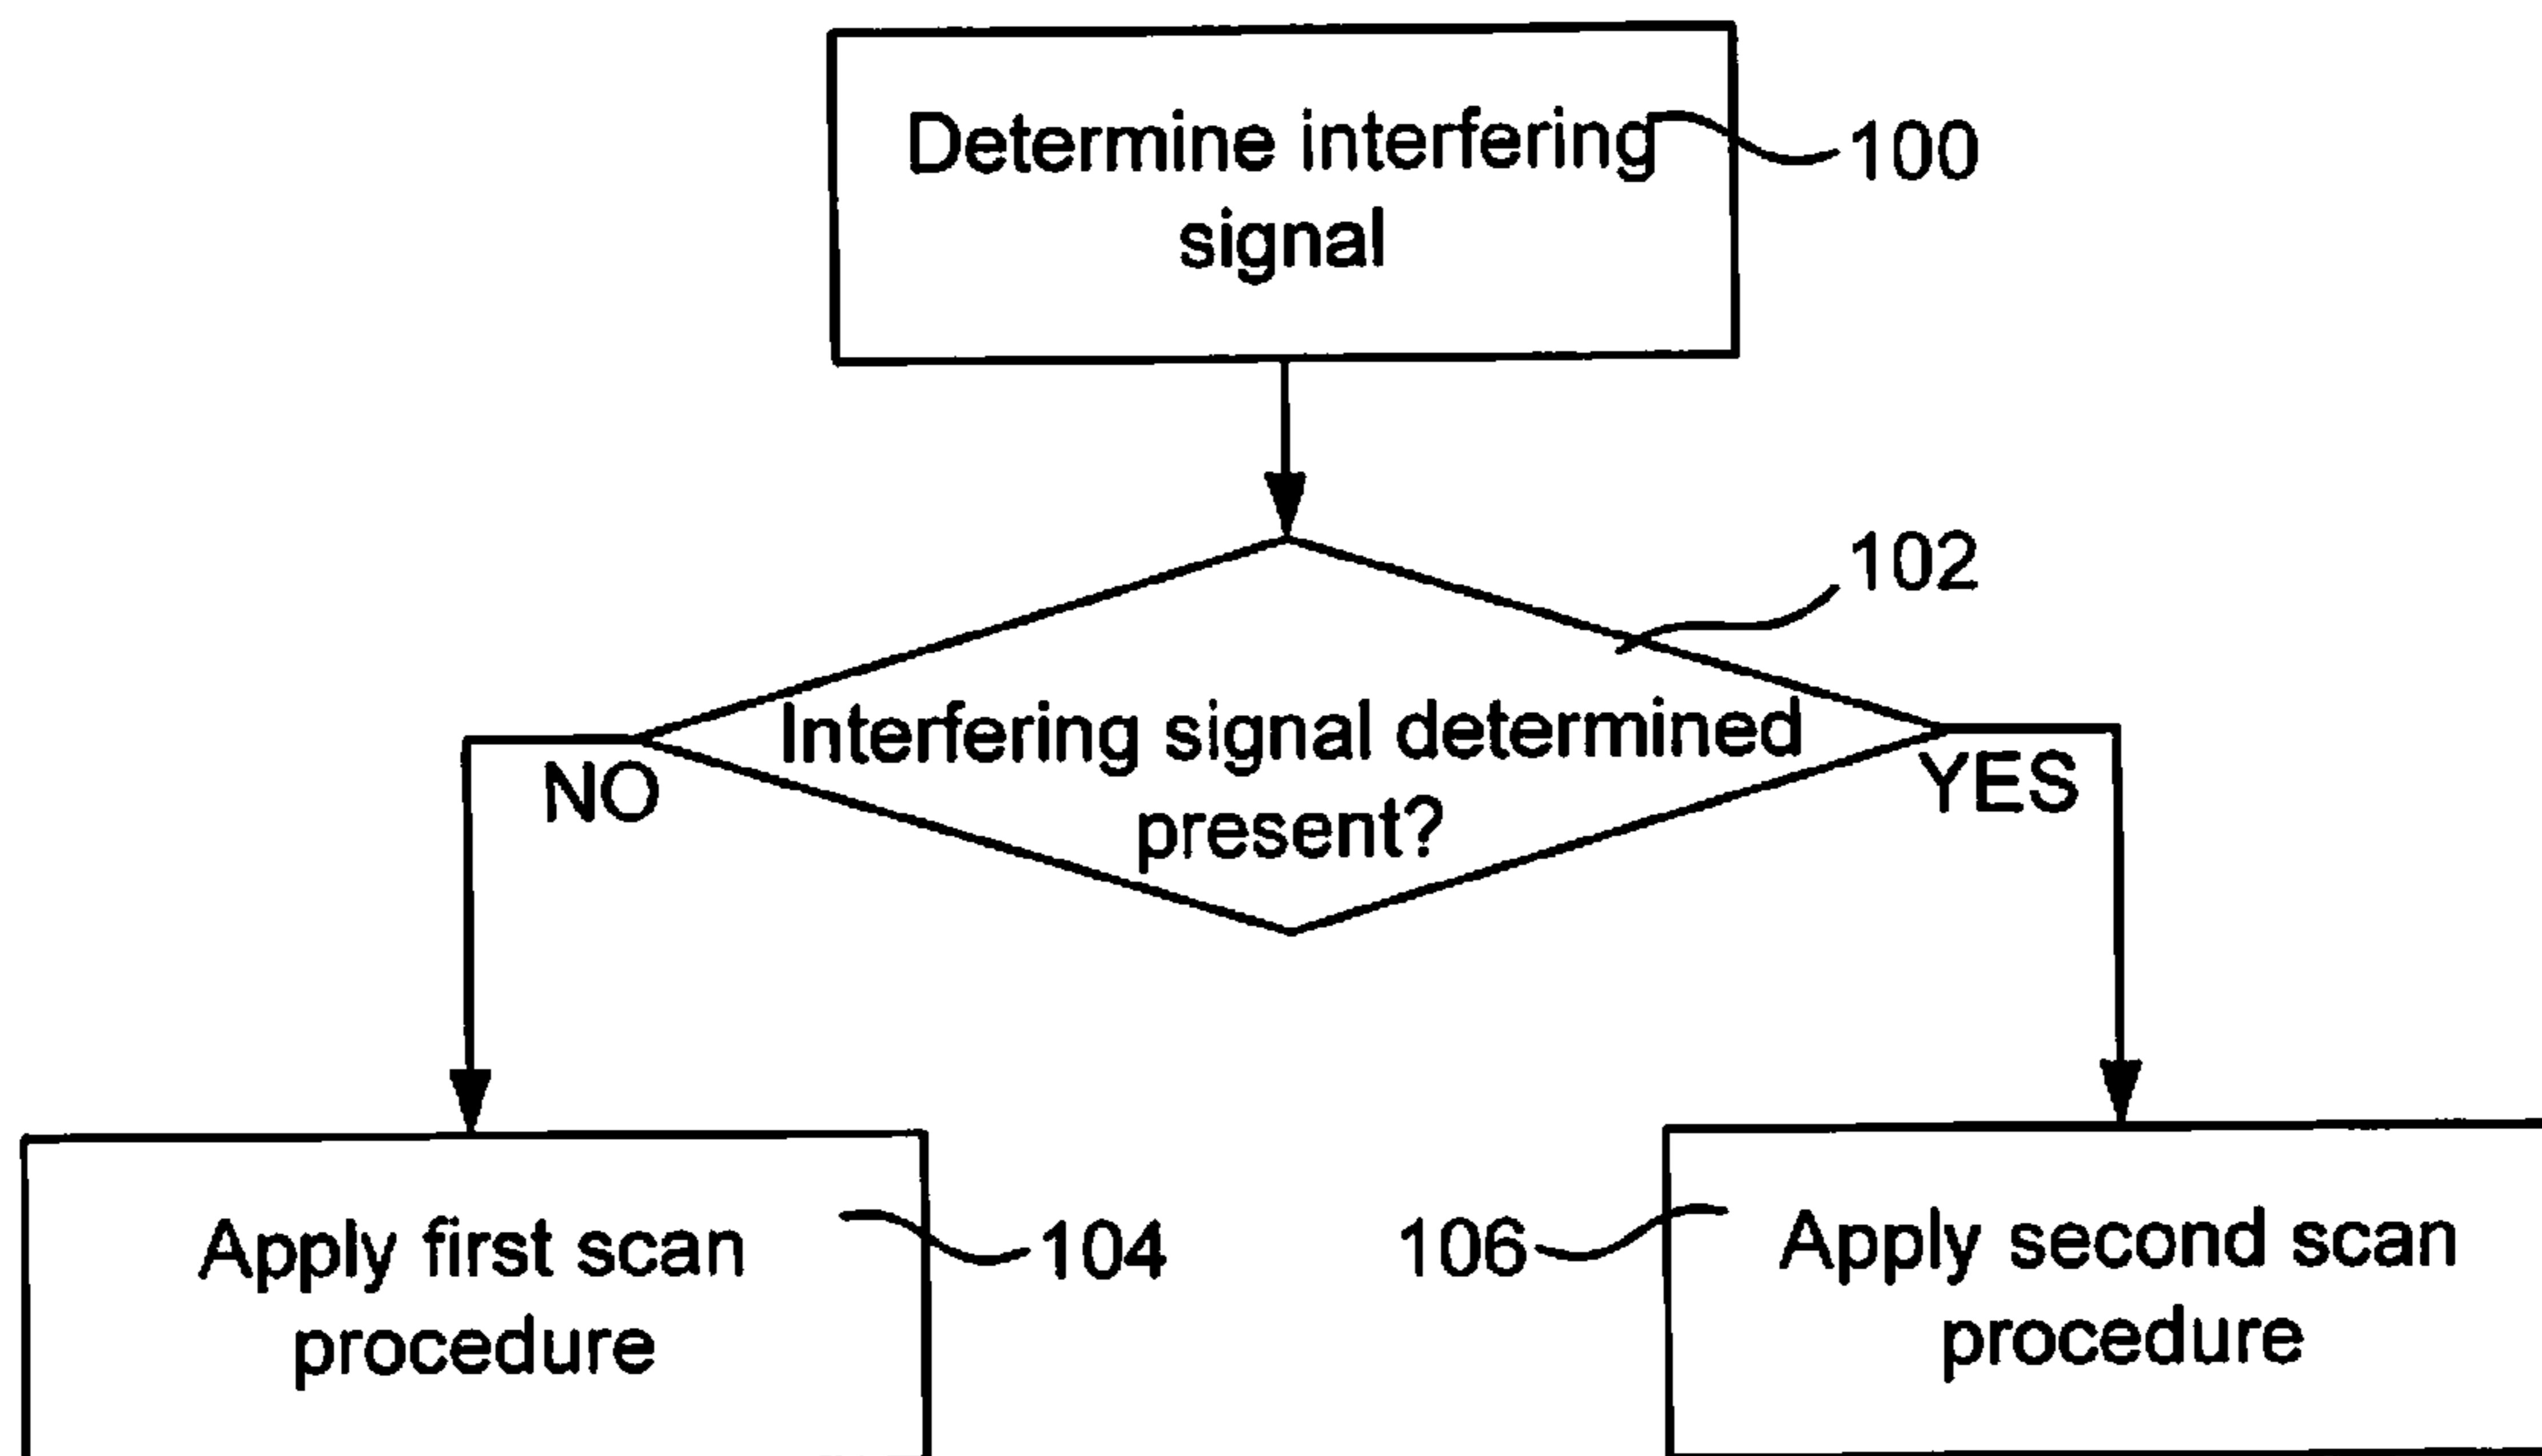 Determine interfering
signal
100
102
Interfering signal determined
present?
NO
YES
Apply first scan
procedure
104
106
Apply second scan
procedure